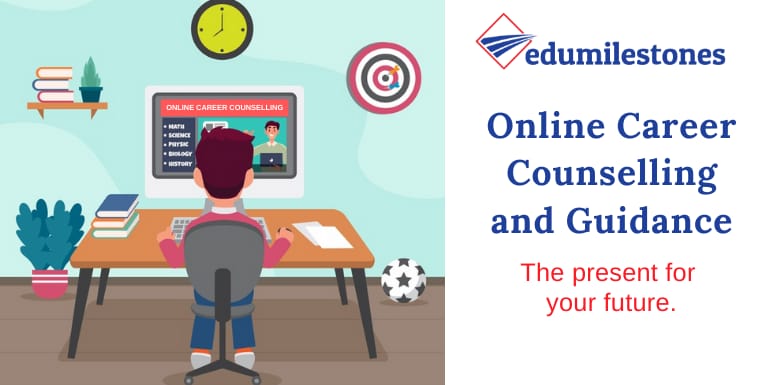 ONLINE CAREER COUNSELLING
MATH
SCIENCE
PHYSIC
BIOLOGY
HISTORY
edumilestones
Online Career
Counselling
and Guidance
The present for
your future.